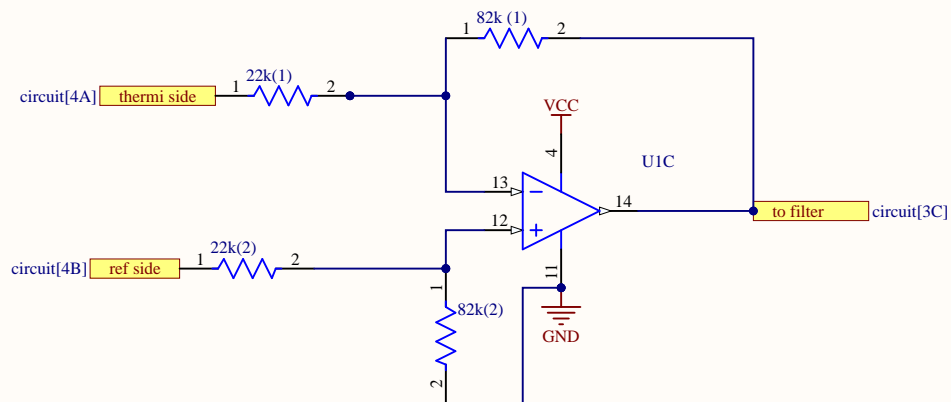 82k (1)
1
2
22k(1)
circuit[4A]
thermi side
1
2
VCC
4
U1C
13
14
to filter
circuit[3C]
12
22k(2)
circuit[4B]
ref side
1
2
11
1
82k(2)
GND
2